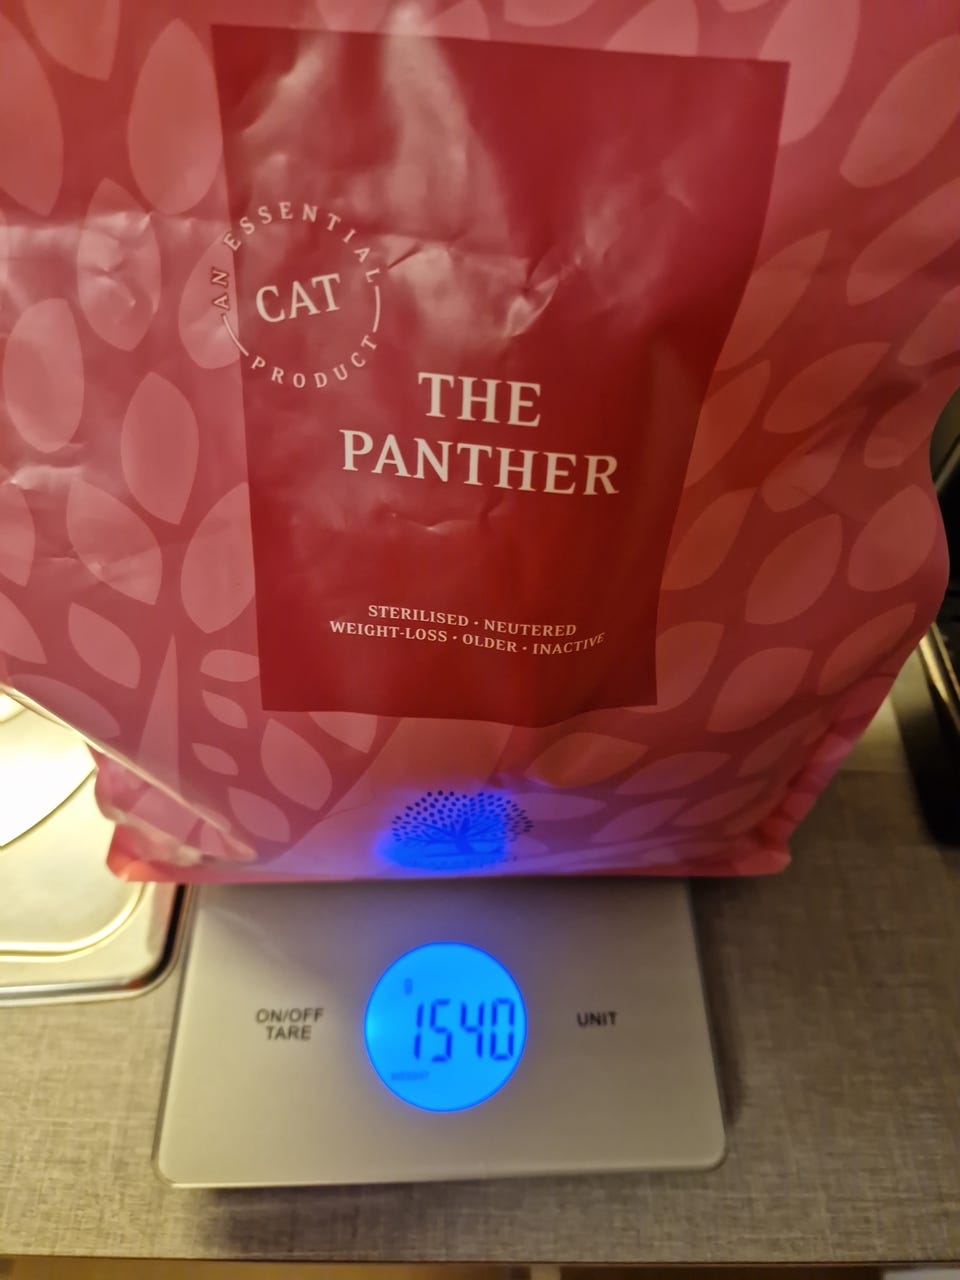 AN ESSENTIAL
CAT
PRODUCT
THE
PANTHER
STERILISED · NEUTERED
WEIGHT-LOSS · OLDER · INACTIVE
ON/OFF
TARE
1540
UNIT